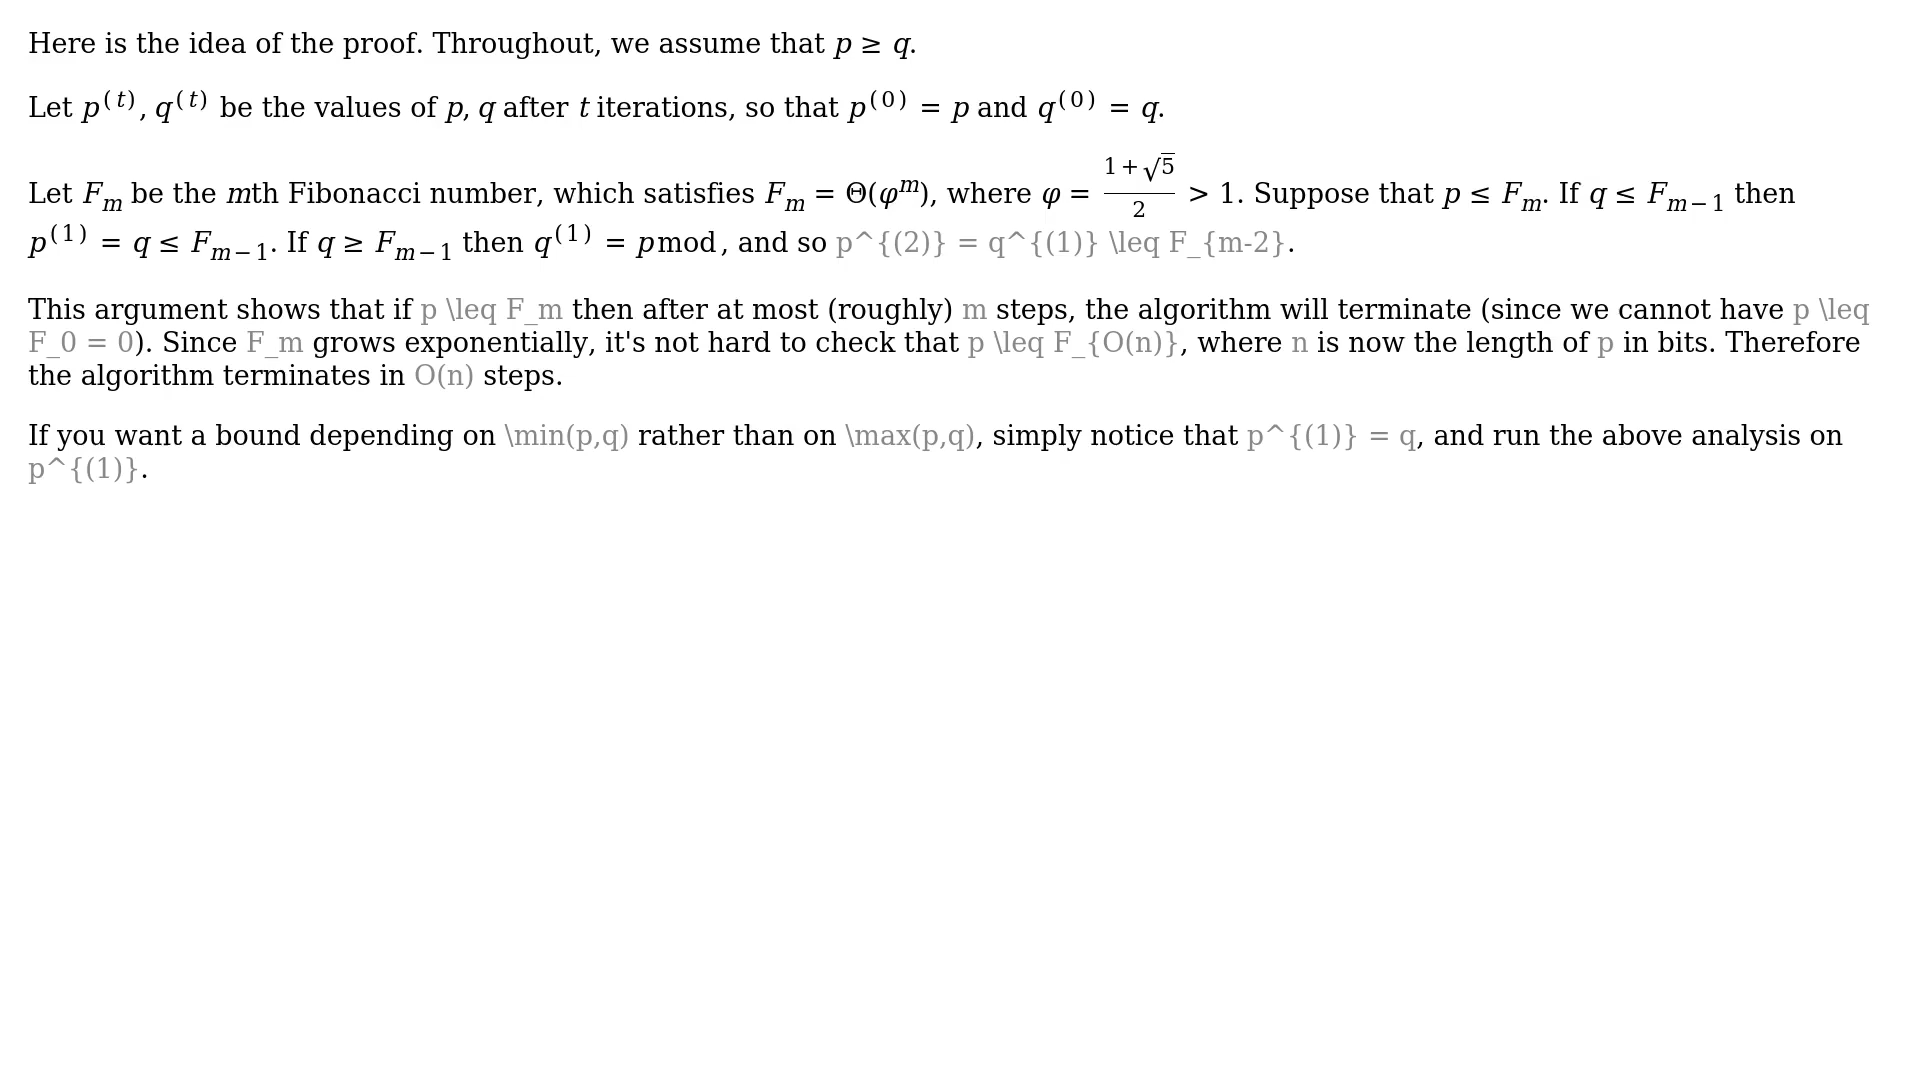 Here is the idea of the proof. Throughout, we assume that p ≥ q.
Let p^(t), q^(t) be the values of p, q after t iterations, so that p^(0) = p and q^(0) = q.
Let F_m be the mth Fibonacci number, which satisfies F_m = Θ(φ^m), where φ = (1+√5)/2 > 1. Suppose that p ≤ F_m. If q ≤ F_{m−1} then
p^(1) = q ≤ F_{m−1}. If q ≥ F_{m−1} then q^(1) = p mod , and so p^{(2)} = q^{(1)} \leq F_{m-2}.
This argument shows that if p \leq F_m then after at most (roughly) m steps, the algorithm will terminate (since we cannot have p \leq
F_0 = 0). Since F_m grows exponentially, it's not hard to check that p \leq F_{O(n)}, where n is now the length of p in bits. Therefore
the algorithm terminates in O(n) steps.
If you want a bound depending on \min(p,q) rather than on \max(p,q), simply notice that p^{(1)} = q, and run the above analysis on
p^{(1)}.